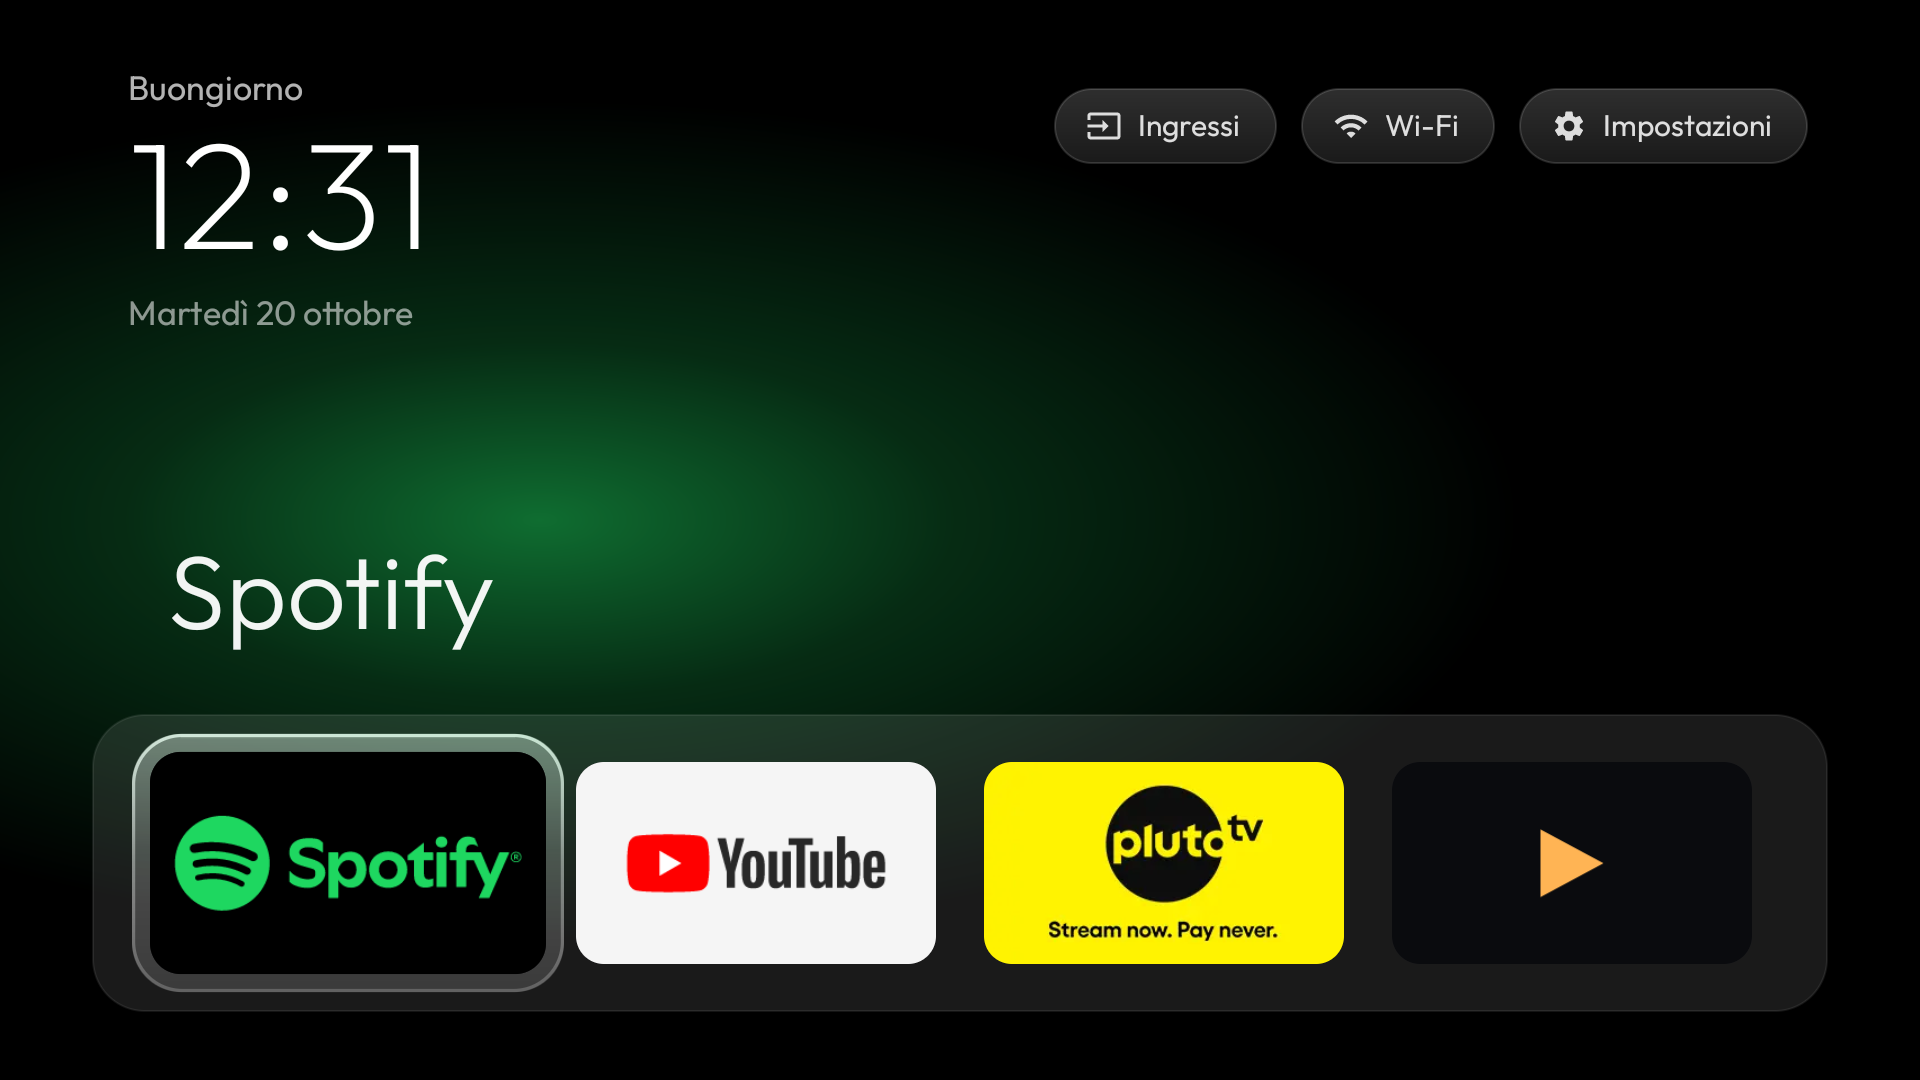 Buongiorno
12:31
Martedì 20 ottobre
Ingressi
Wi-Fi
Impostazioni
Spotify
Spotify®
YouTube
pluto tv
Stream now. Pay never.